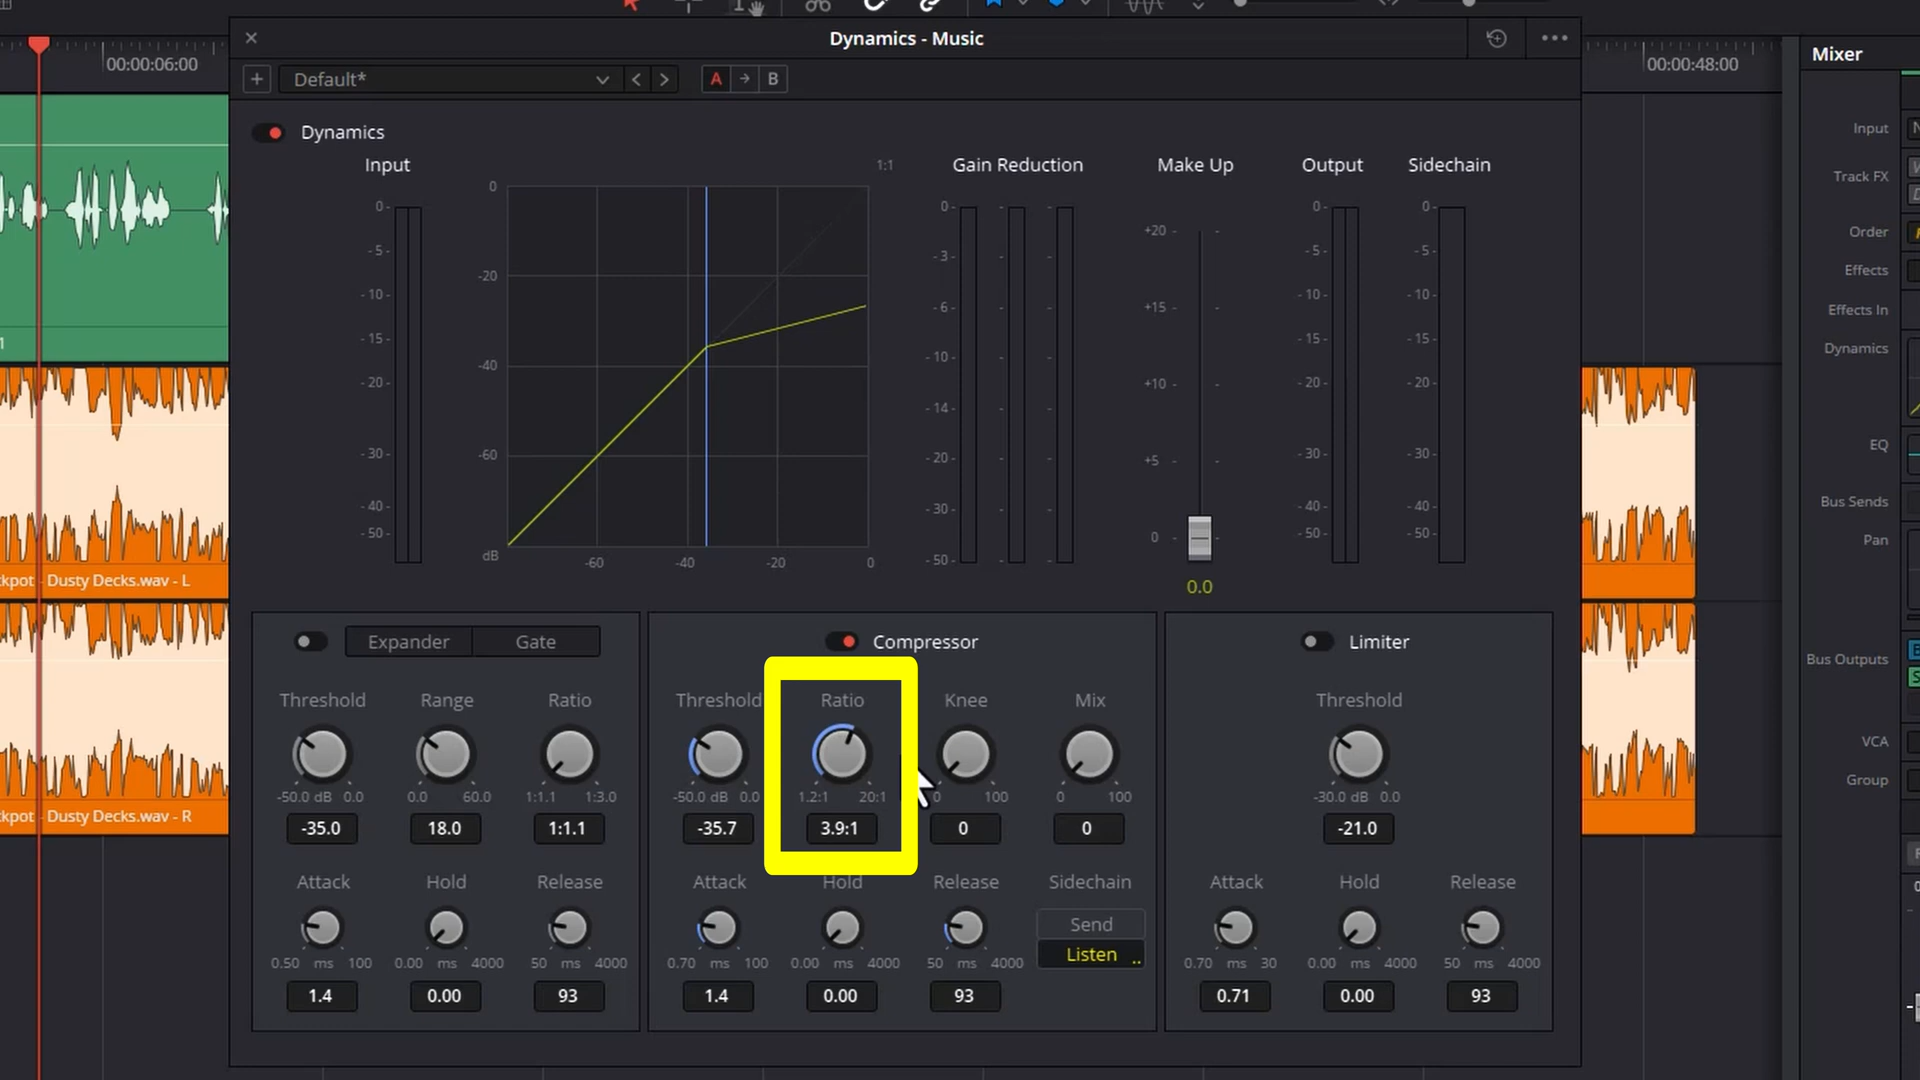 Dynamics - Music
00:00:06:00
00:00:48:00
Mixer
Default*
A
B
Dynamics
Input
1:1
Gain Reduction
Make Up
Output
Sidechain
0 -
- 5 -
- 10 -
- 15 -
- 20 -
- 30 -
- 40 -
- 50 -
0
-20
-40
-60
dB
-60
-40
-20
0
0 -
- 3 -
- 6 -
- 10 -
- 14 -
- 20 -
- 30 -
- 50 -
+20 -
+15 -
+10 -
+5 -
0 -
0.0
0 -
- 5 -
- 10 -
- 15 -
- 20 -
- 30 -
- 40 -
- 50 -
0 -
- 5 -
- 10 -
- 15 -
- 20 -
- 30 -
- 40 -
- 50 -
kpot - Dusty Decks.wav - L
kpot - Dusty Decks.wav - R
Expander
Gate
Threshold
Range
Ratio
-50.0 dB 0.0
0.0 60.0
1:1.1 1:3.0
-35.0
18.0
1:1.1
Attack
Hold
Release
0.50 ms 100
0.00 ms 4000
50 ms 4000
1.4
0.00
93
Compressor
Threshold
Ratio
Knee
Mix
-50.0 dB 0.0
1.2:1 20:1
0 100
0 100
-35.7
3.9:1
0
0
Attack
Hold
Release
Sidechain
Send
Listen
0.70 ms 100
0.00 ms 4000
50 ms 4000
1.4
0.00
93
Limiter
Threshold
-30.0 dB 0.0
-21.0
Attack
Hold
Release
0.70 ms 30
0.00 ms 4000
50 ms 4000
0.71
0.00
93
Input
Track FX
Order
Effects
Effects In
Dynamics
EQ
Bus Sends
Pan
Bus Outputs
VCA
Group